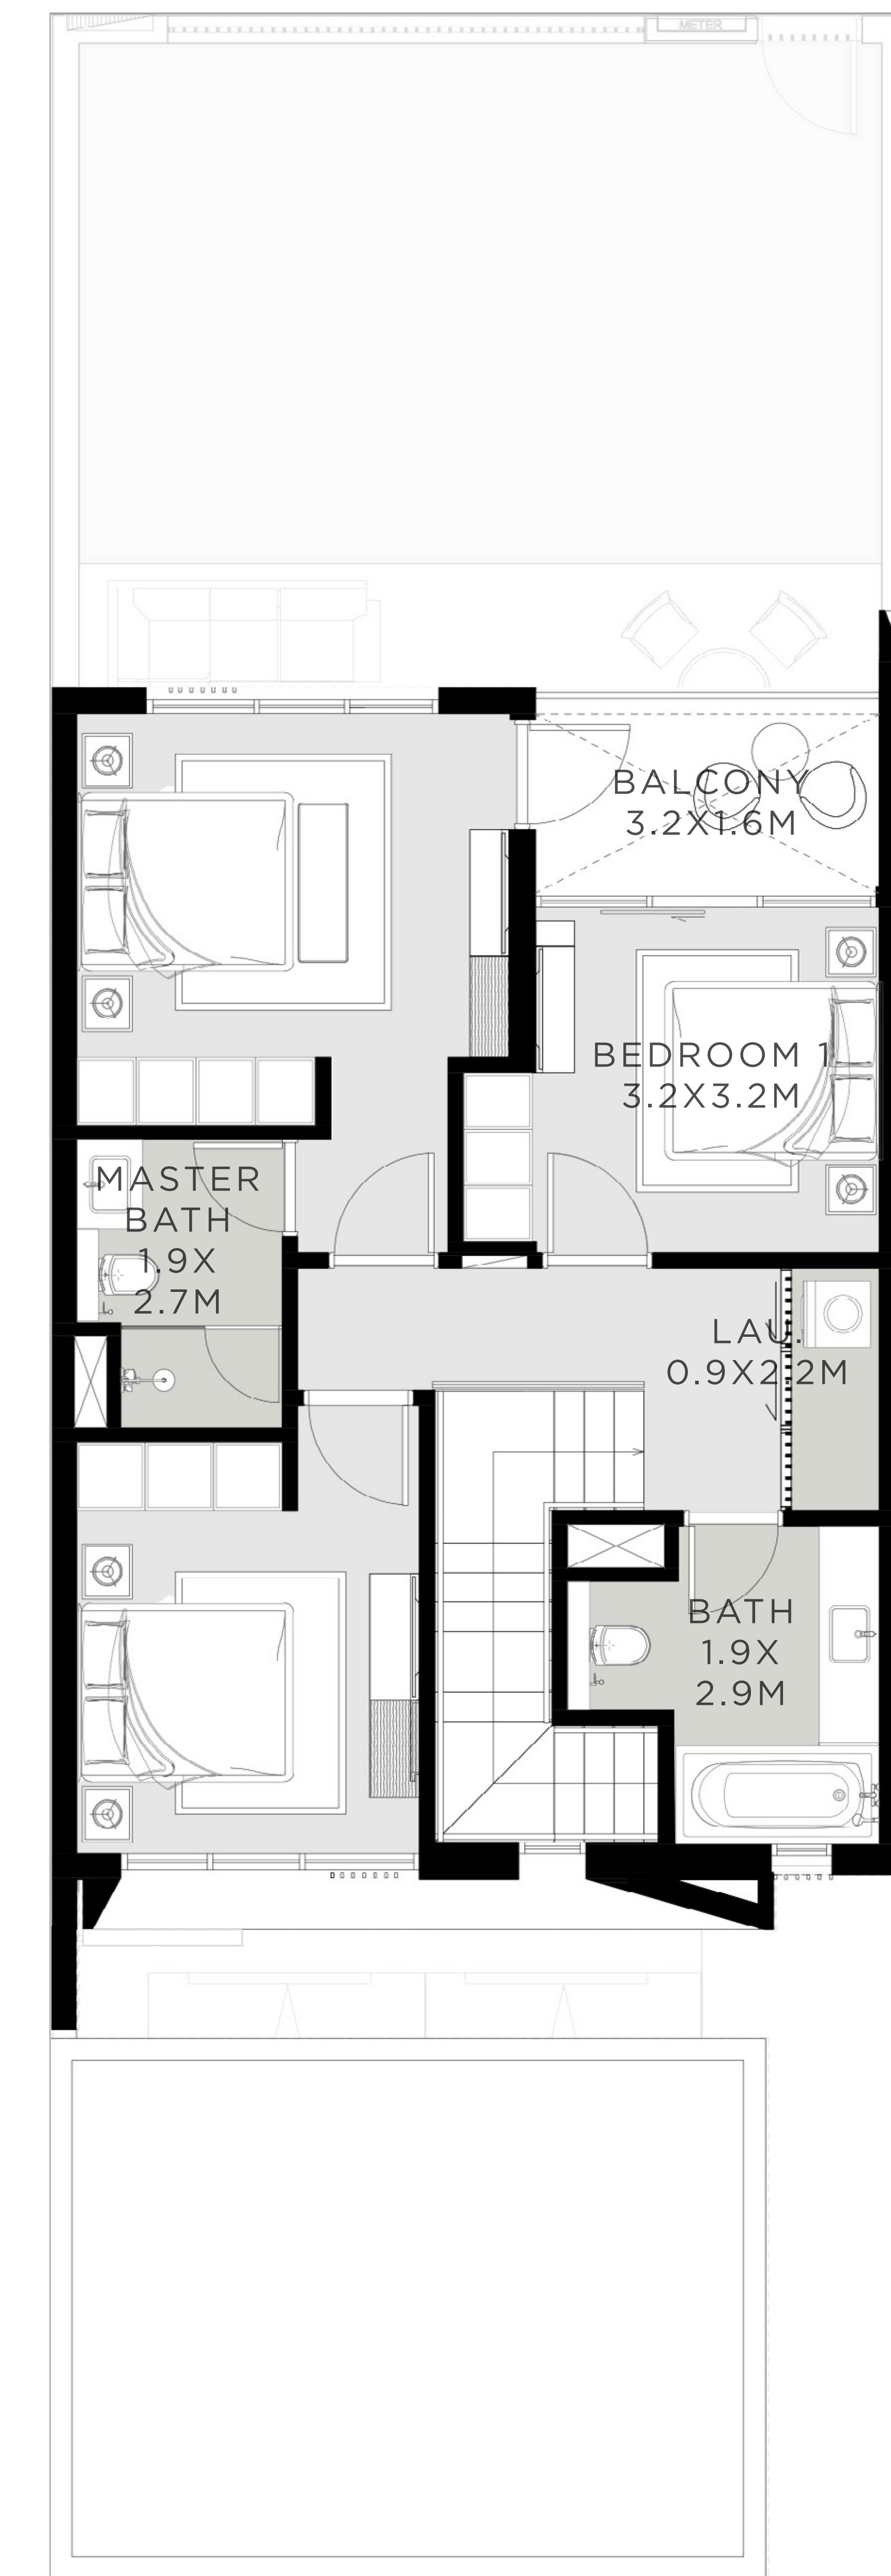 METER
BALCONY
3.2X1.6M
BEDROOM 1
3.2X3.2M
MASTER
BATH
1.9X
2.7M
LAU.
0.9X2.2M
BATH
1.9X
2.9M